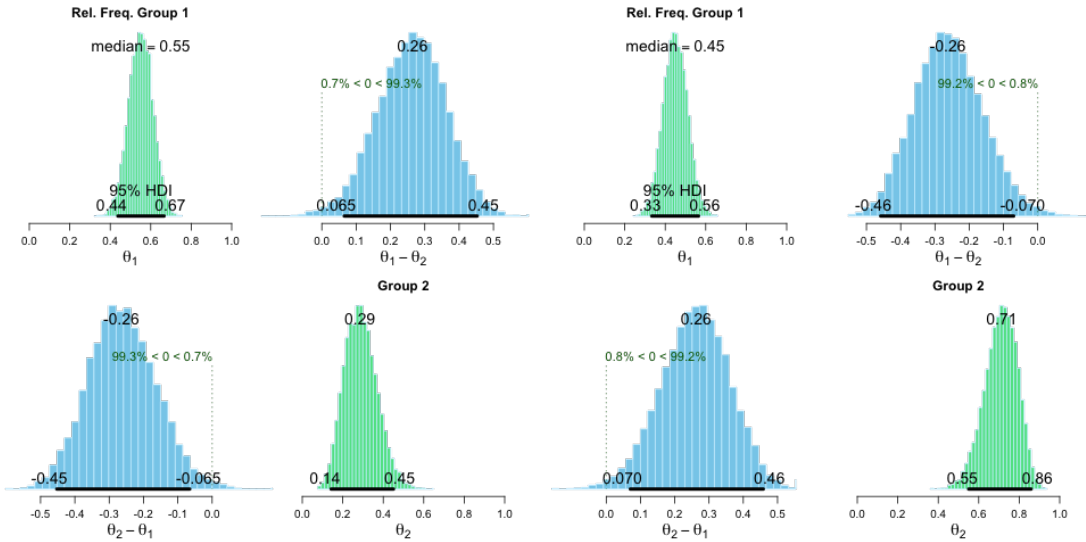 Rel. Freq. Group 1
median = 0.55
95% HDI
0.44 0.67
0.0 0.2 0.4 0.6 0.8 1.0
θ1
0.26
0.7% < 0 < 99.3%
0.065 0.45
0.0 0.1 0.2 0.3 0.4 0.5
θ1 − θ2
Rel. Freq. Group 1
median = 0.45
95% HDI
0.33 0.56
0.0 0.2 0.4 0.6 0.8 1.0
θ1
-0.26
99.2% < 0 < 0.8%
-0.46 -0.070
-0.5 -0.4 -0.3 -0.2 -0.1 0.0
θ1 − θ2
-0.26
99.3% < 0 < 0.7%
-0.45 -0.065
-0.5 -0.4 -0.3 -0.2 -0.1 0.0
θ2 − θ1
Group 2
0.29
0.14 0.45
0.0 0.2 0.4 0.6 0.8 1.0
θ2
0.26
0.8% < 0 < 99.2%
0.070 0.46
0.0 0.1 0.2 0.3 0.4 0.5
θ2 − θ1
Group 2
0.71
0.55 0.86
0.0 0.2 0.4 0.6 0.8 1.0
θ2